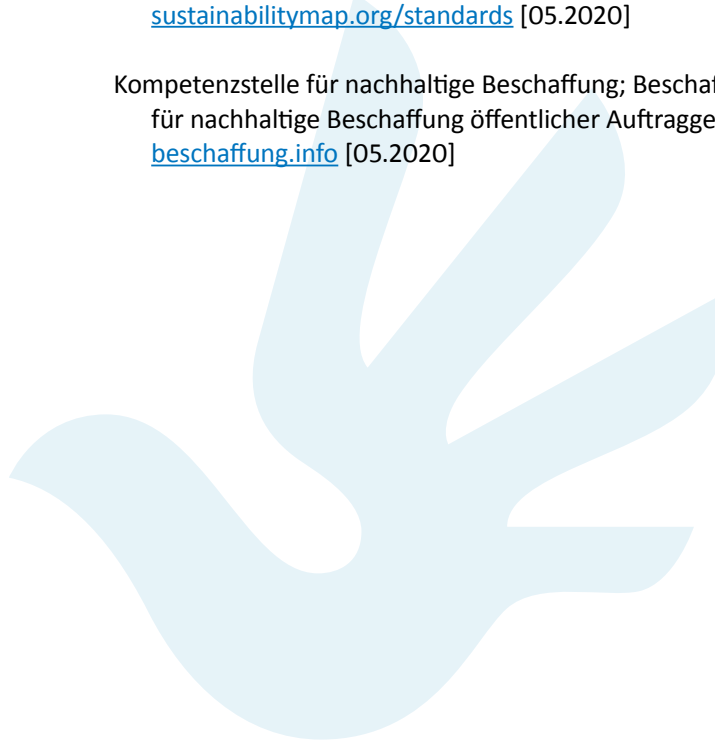 sustainabilitymap.org/standards [05.2020]
Kompetenzstelle für nachhaltige Beschaffung; Beschaf
für nachhaltige Beschaffung öffentlicher Auftragge
beschaffung.info [05.2020]